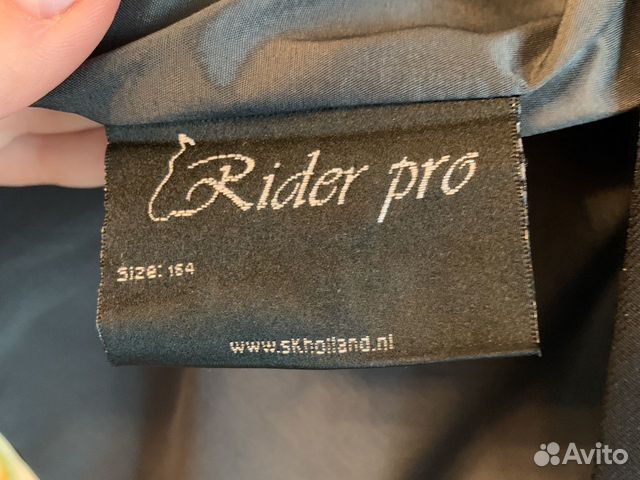 Rider pro
Size: 164
www.skholland.nl
Avito